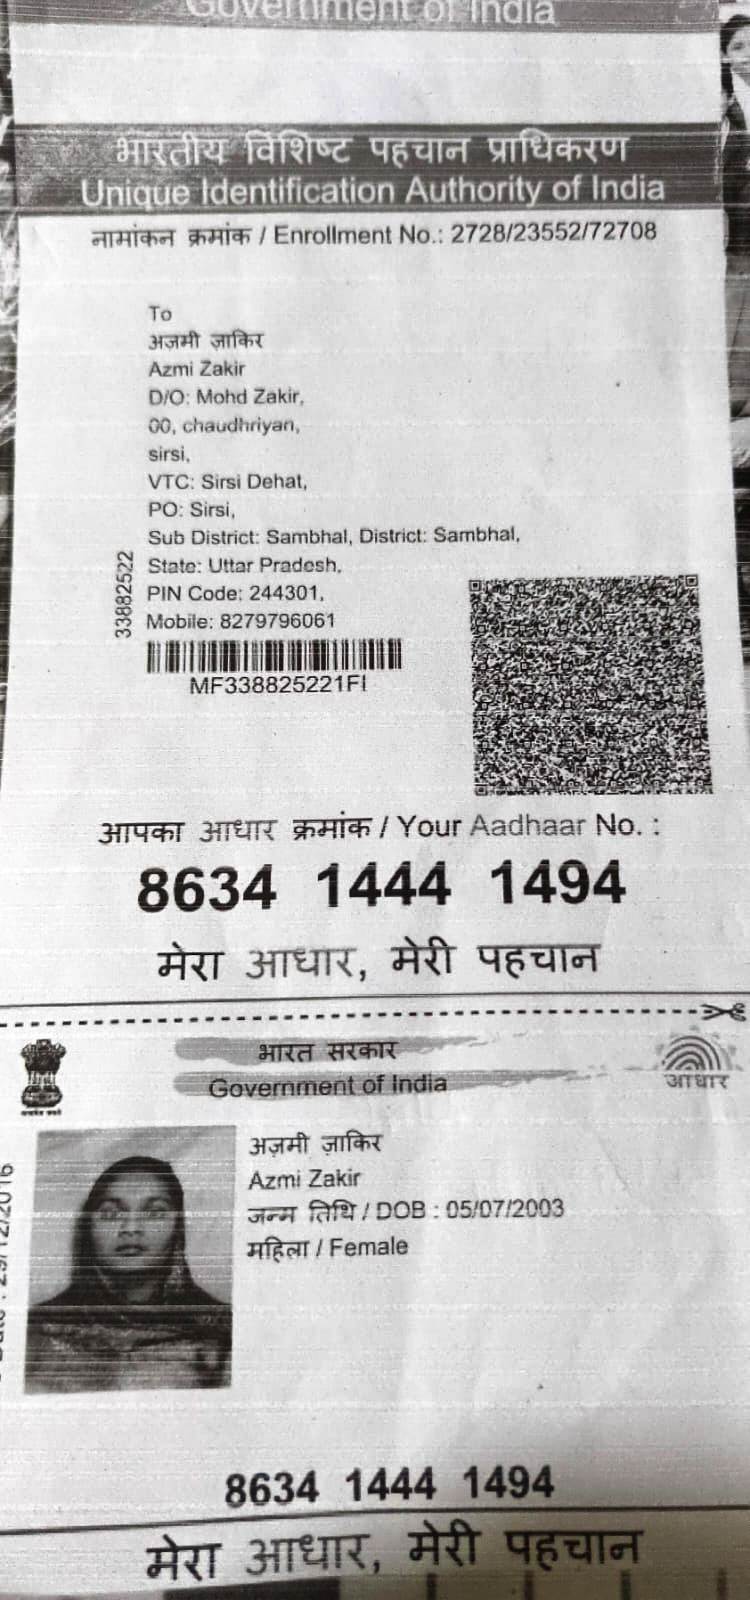 Government of India
भारतीय विशिष्ट पहचान प्राधिकरण
Unique Identification Authority of India
नामांकन क्रमांक / Enrollment No.: 2728/23552/72708
To
अज़मी ज़ाकिर
Azmi Zakir
D/O: Mohd Zakir,
00, chaudhriyan,
sirsi,
VTC: Sirsi Dehat,
PO: Sirsi,
Sub District: Sambhal, District: Sambhal,
State: Uttar Pradesh,
PIN Code: 244301,
Mobile: 8279796061
33882522
MF338825221FI
आपका आधार क्रमांक / Your Aadhaar No. :
8634 1444 1494
मेरा आधार, मेरी पहचान
भारत सरकार
Government of India
आधार
अज़मी ज़ाकिर
Azmi Zakir
जन्म तिथि / DOB : 05/07/2003
महिला / Female
8634 1444 1494
मेरा आधार, मेरी पहचान